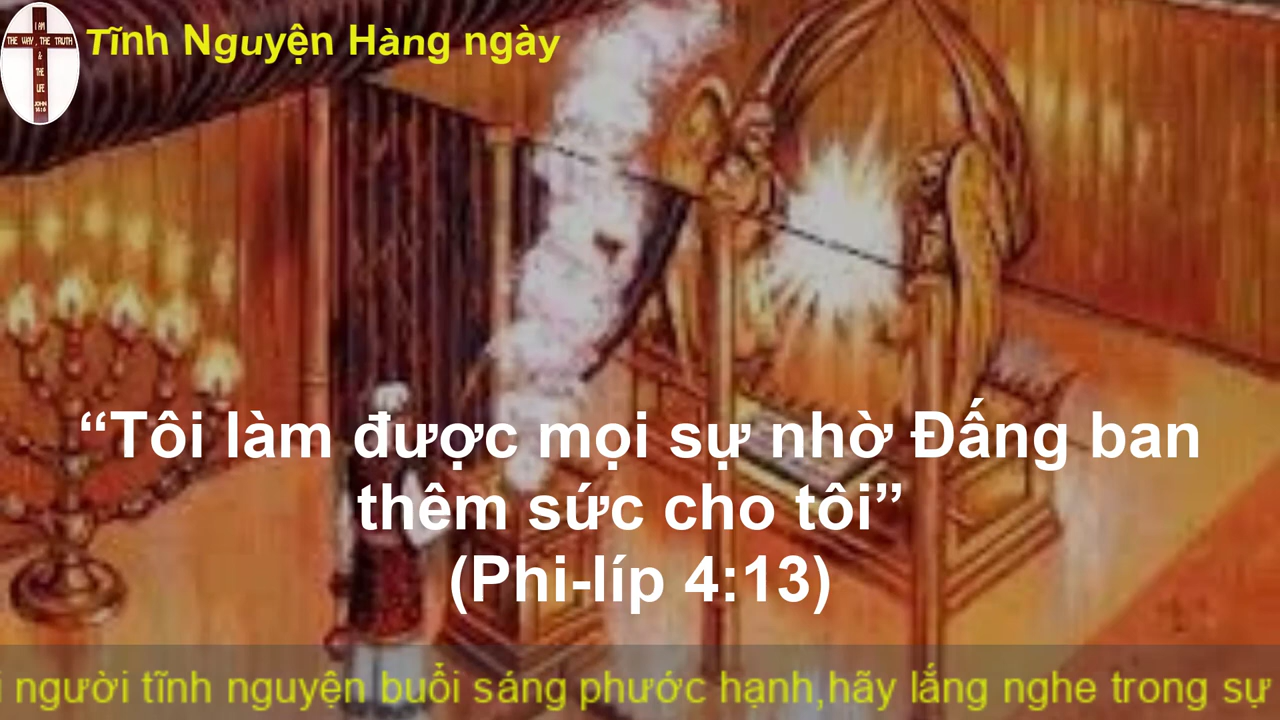 I AM
THE WAY, THE TRUTH
&
THE
LIFE
JOHN
Tĩnh Nguyện Hàng ngày
“Tôi làm được mọi sự nhờ Đấng ban
thêm sức cho tôi”
(Phi-líp 4:13)
i người tĩnh nguyện buổi sáng phước hạnh,hãy lắng nghe trong sự